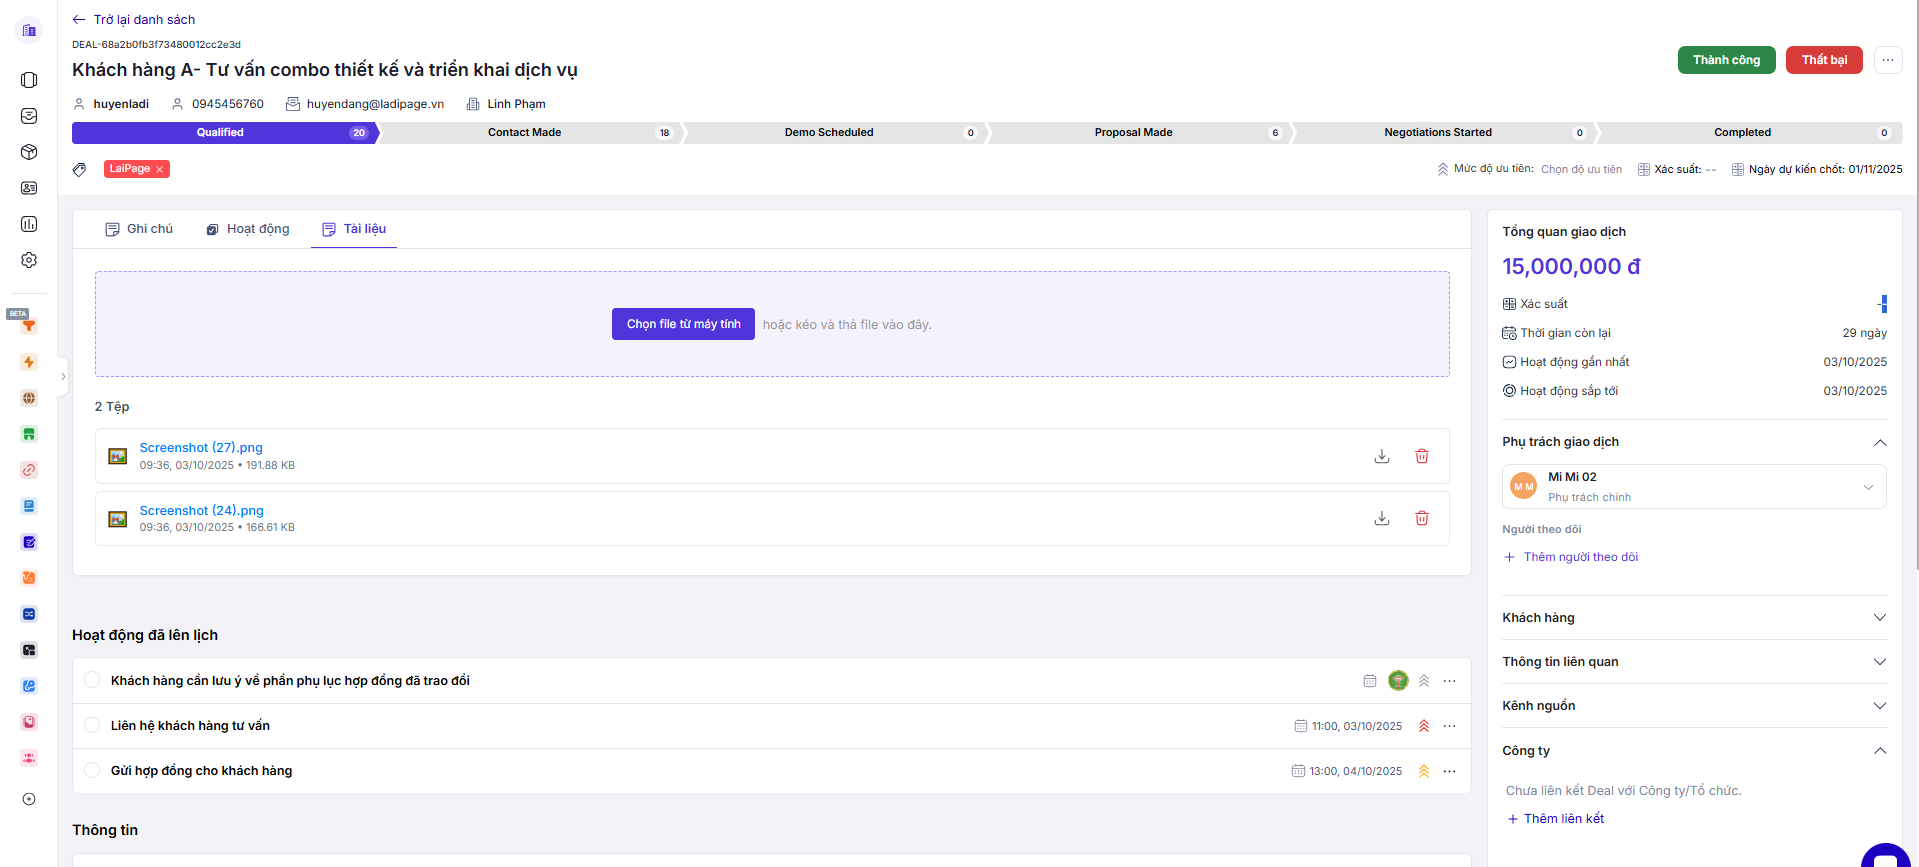 Trở lại danh sách
DEAL-68a2b0fb3f73480012cc2e3d
Khách hàng A- Tư vấn combo thiết kế và triển khai dịch vụ
Thành công
Thất bại
huyenladi
0945456760
huyendang@ladipage.vn
Linh Phạm
Qualified 20
Contact Made 18
Demo Scheduled 0
Proposal Made 6
Negotiations Started 0
Completed 0
LaiPage
Mức độ ưu tiên: Chọn độ ưu tiên
Xác suất: --
Ngày dự kiến chốt: 01/11/2025
BETA
Ghi chú
Hoạt động
Tài liệu
Chọn file từ máy tính hoặc kéo và thả file vào đây.
2 Tệp
Screenshot (27).png
09:36, 03/10/2025 • 191.88 KB
Screenshot (24).png
09:36, 03/10/2025 • 166.61 KB
Hoạt động đã lên lịch
Khách hàng cần lưu ý về phần phụ lục hợp đồng đã trao đổi
Liên hệ khách hàng tư vấn 11:00, 03/10/2025
Gửi hợp đồng cho khách hàng 13:00, 04/10/2025
Thông tin
Tổng quan giao dịch
15,000,000 đ
Xác suất --
Thời gian còn lại 29 ngày
Hoạt động gần nhất 03/10/2025
Hoạt động sắp tới 03/10/2025
Phụ trách giao dịch
MM
Mi Mi 02
Phụ trách chính
Người theo dõi
Thêm người theo dõi
Khách hàng
Thông tin liên quan
Kênh nguồn
Công ty
Chưa liên kết Deal với Công ty/Tổ chức.
Thêm liên kết